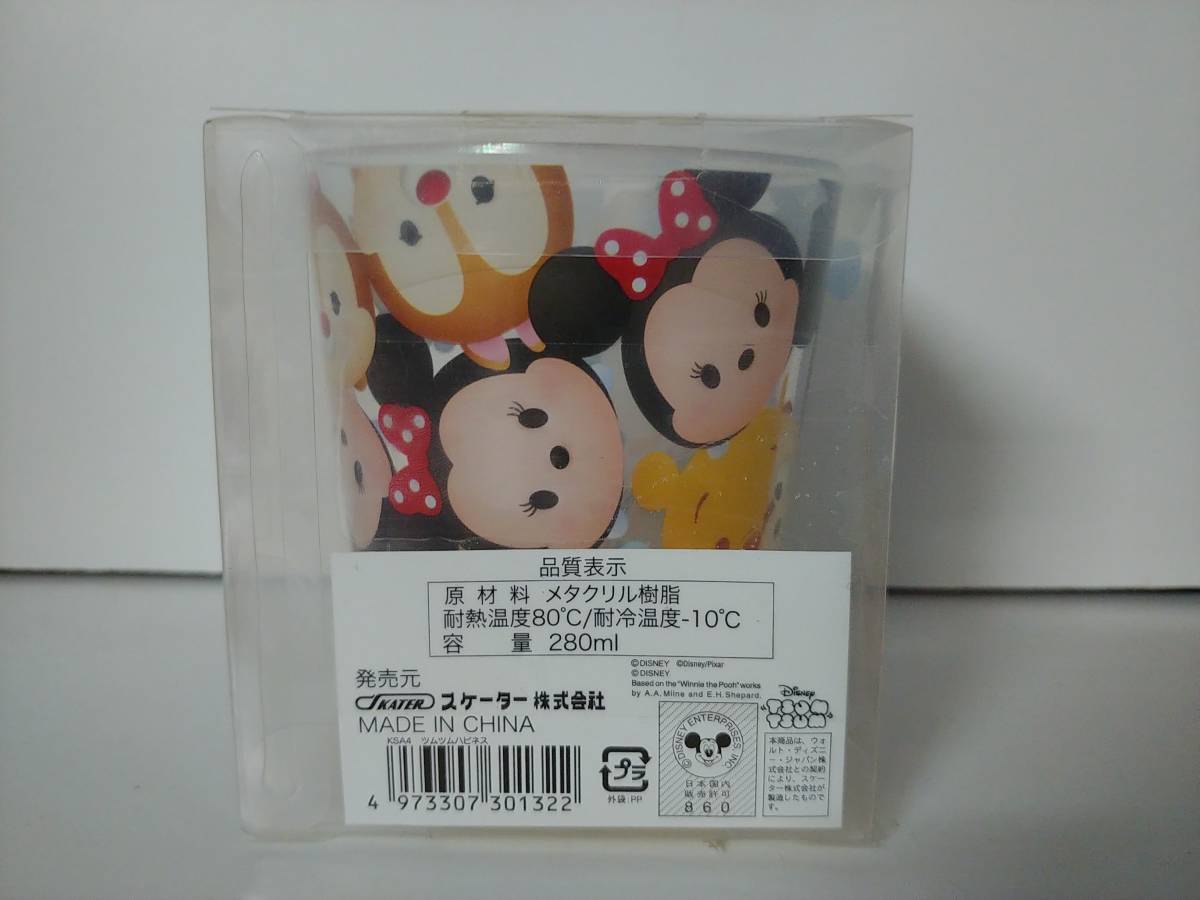 品質表示
原材料 メタクリル樹脂
耐熱温度80℃/耐冷温度-10℃
容量 280ml
発売元
SKATER スケーター株式会社
MADE IN CHINA
KSA4 ツムツムハピネス
4 973307 301322
プラ
外袋:PP
©DISNEY ©Disney/Pixar
©DISNEY
Based on the "Winnie the Pooh" works
by A.A. Milne and E.H. Shepard.
©DISNEY ENTERPRISES, INC.
日本国内
販売許可
860
Disney
TSUM
TSUM
本商品は、ウォ
ルト・ディズニ
ー・ジャパン株
式会社との契約
により、スケー
ター株式会社が
製造したもので
す。